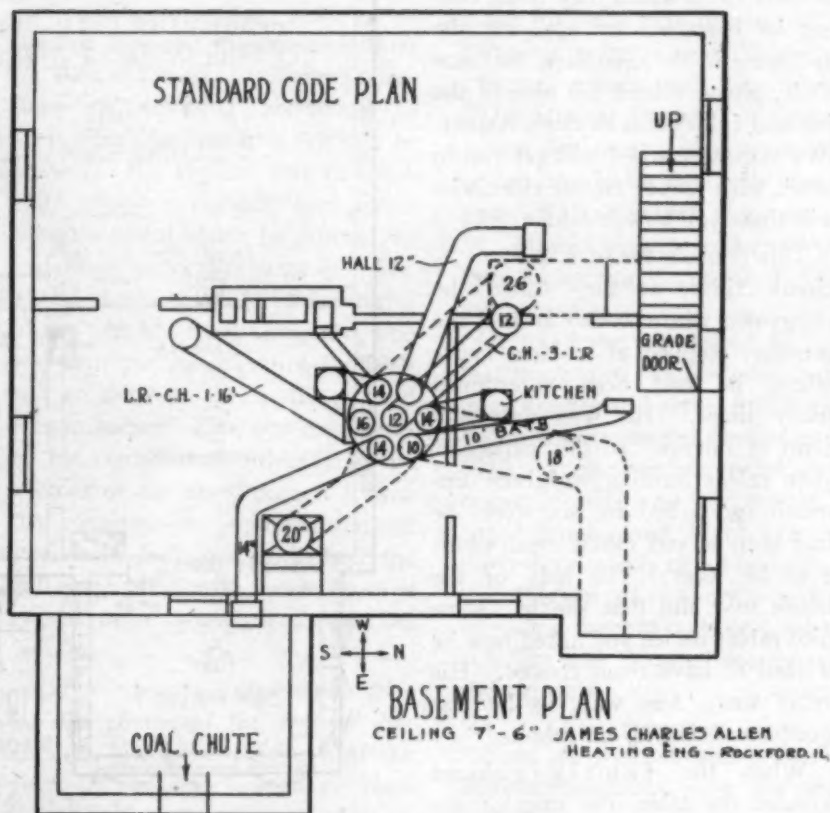 STANDARD CODE PLAN
UP
HALL 12"
26"
12
GRADE DOOR
C.H.-3-L.R
L.R.-C.H.-1-16"
14
KITCHEN
16
12
14
10" BATH
14
10
18"
20"
14"
W
S N
E
BASEMENT PLAN
CEILING 7'-6" JAMES CHARLES ALLEN
HEATING ENG-ROCKFORD, IL,
COAL CHUTE